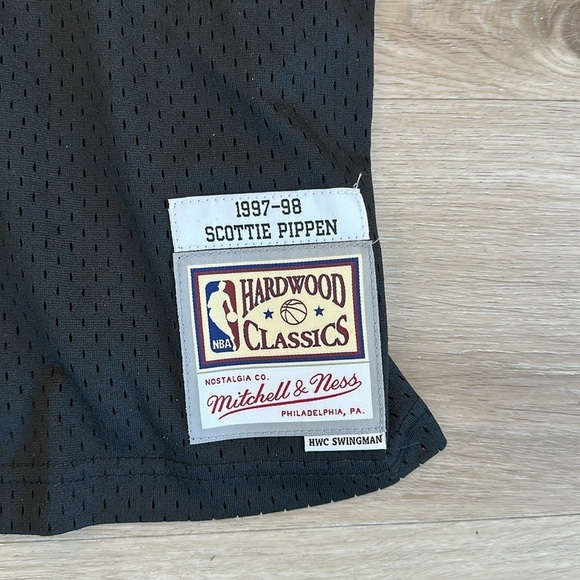 1997-98
SCOTTIE PIPPEN
HARDWOOD
CLASSICS
NBA
NOSTALGIA CO.
Mitchell & Ness
PHILADELPHIA, PA.
HWC SWINGMAN